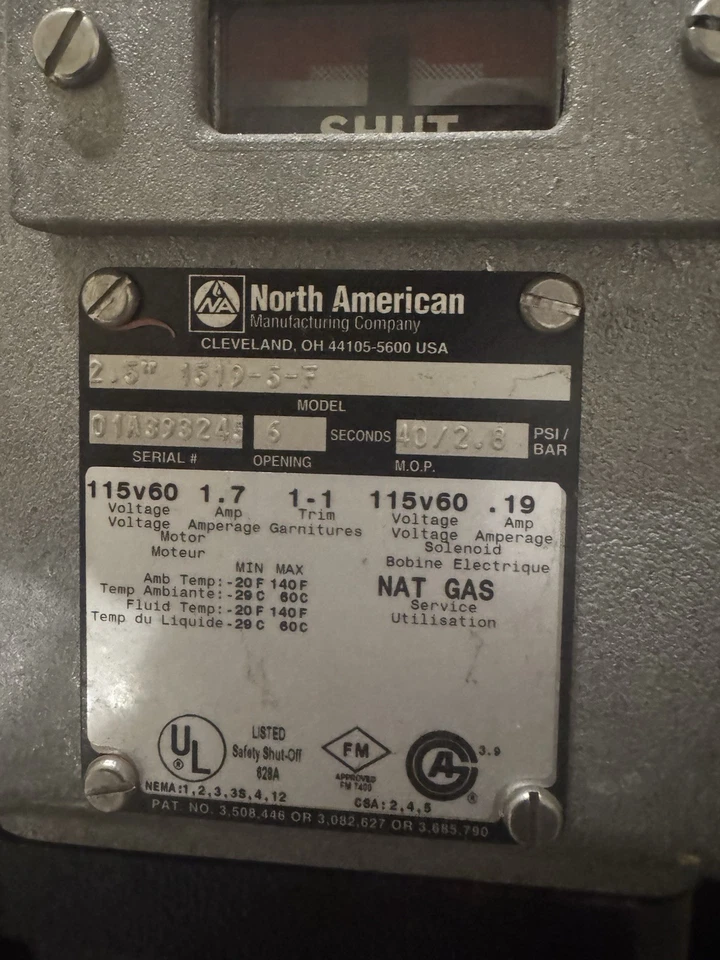 SHUT
NA North American
Manufacturing Company
CLEVELAND, OH 44105-5600 USA
2.5"
MODEL
6 SECONDS 40/2.8 PSI/
BAR
SERIAL # OPENING M.O.P.
115v60 1.7 1-1 115v60 .19
Voltage Amp Trim Voltage Amp
Voltage Amperage Garnitures Voltage Amperage
Motor Solenoid
Moteur Bobine Electrique
MIN MAX
Amb Temp: -20F 140F
Temp Ambiante: -29C 60C
Fluid Temp: -20F 140F
Temp du Liquide -29C 60C
NAT GAS
Service
Utilisation
UL ®
LISTED
Safety Shut-Off
828A
FM
APPROVED
FM 7400
3.9
®
NEMA:1,2,3,3S,4,12 CSA: 2,4,5
PAT NO. 3,508,446 OR 3,082,627 OR 3,685,790